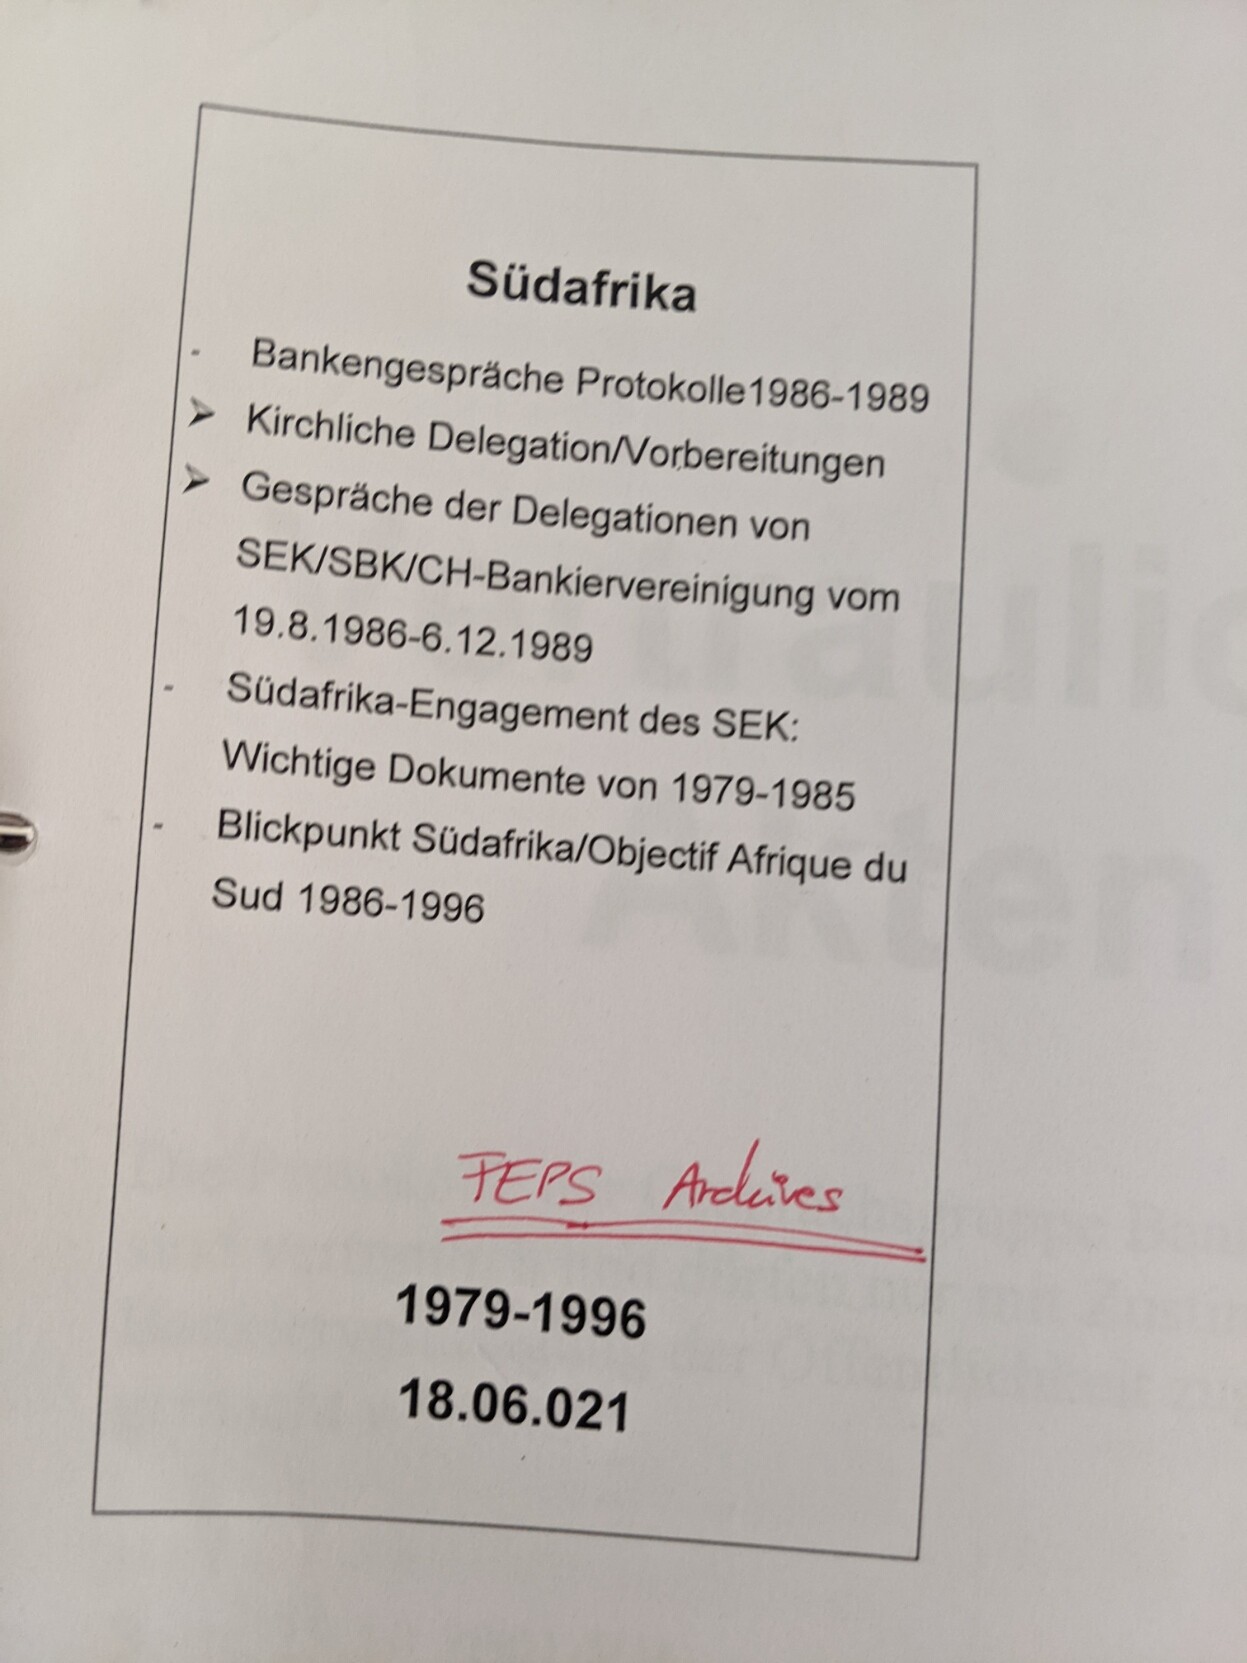 Südafrika
- Bankengespräche Protokolle1986-1989
➢ Kirchliche Delegation/Vorbereitungen
➢ Gespräche der Delegationen von
SEK/SBK/CH-Bankiervereinigung vom
19.8.1986-6.12.1989
- Südafrika-Engagement des SEK:
Wichtige Dokumente von 1979-1985
- Blickpunkt Südafrika/Objectif Afrique du
Sud 1986-1996
FEPS Archives
1979-1996
18.06.021
Akten